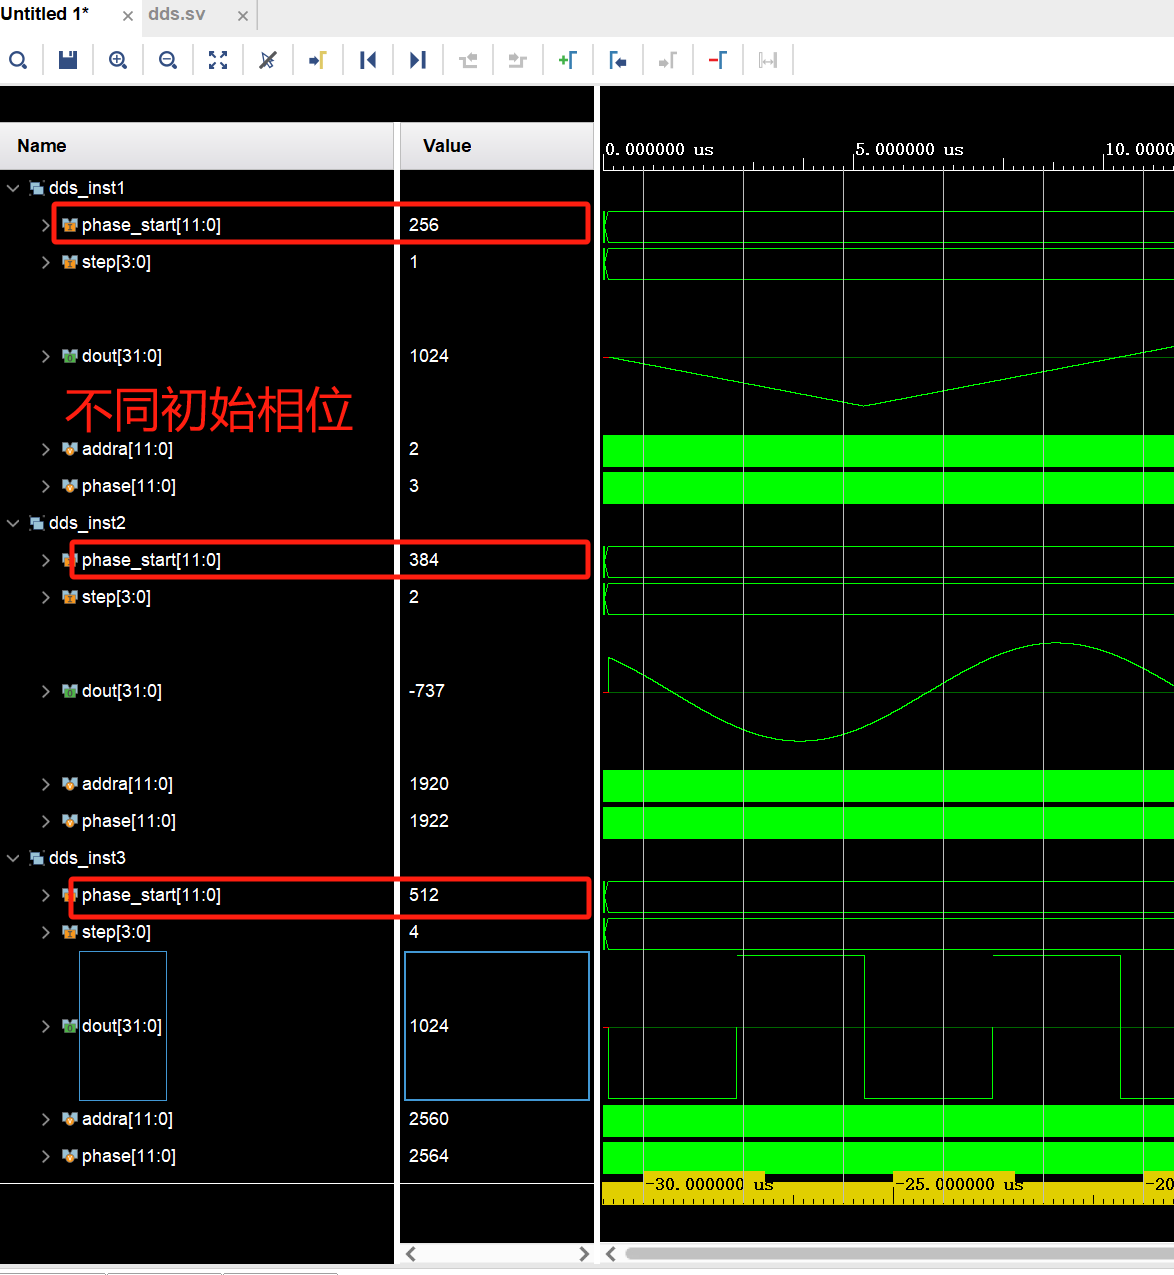 Untitled 1* × dds.sv ×
Name Value
0.000000 us 5.000000 us 10.0000
dds_inst1
phase_start[11:0] 256
step[3:0] 1
dout[31:0] 1024
不同初始相位
addra[11:0] 2
phase[11:0] 3
dds_inst2
phase_start[11:0] 384
step[3:0] 2
dout[31:0] -737
addra[11:0] 1920
phase[11:0] 1922
dds_inst3
phase_start[11:0] 512
step[3:0] 4
dout[31:0] 1024
addra[11:0] 2560
phase[11:0] 2564
-30.000000 us -25.000000 us -20